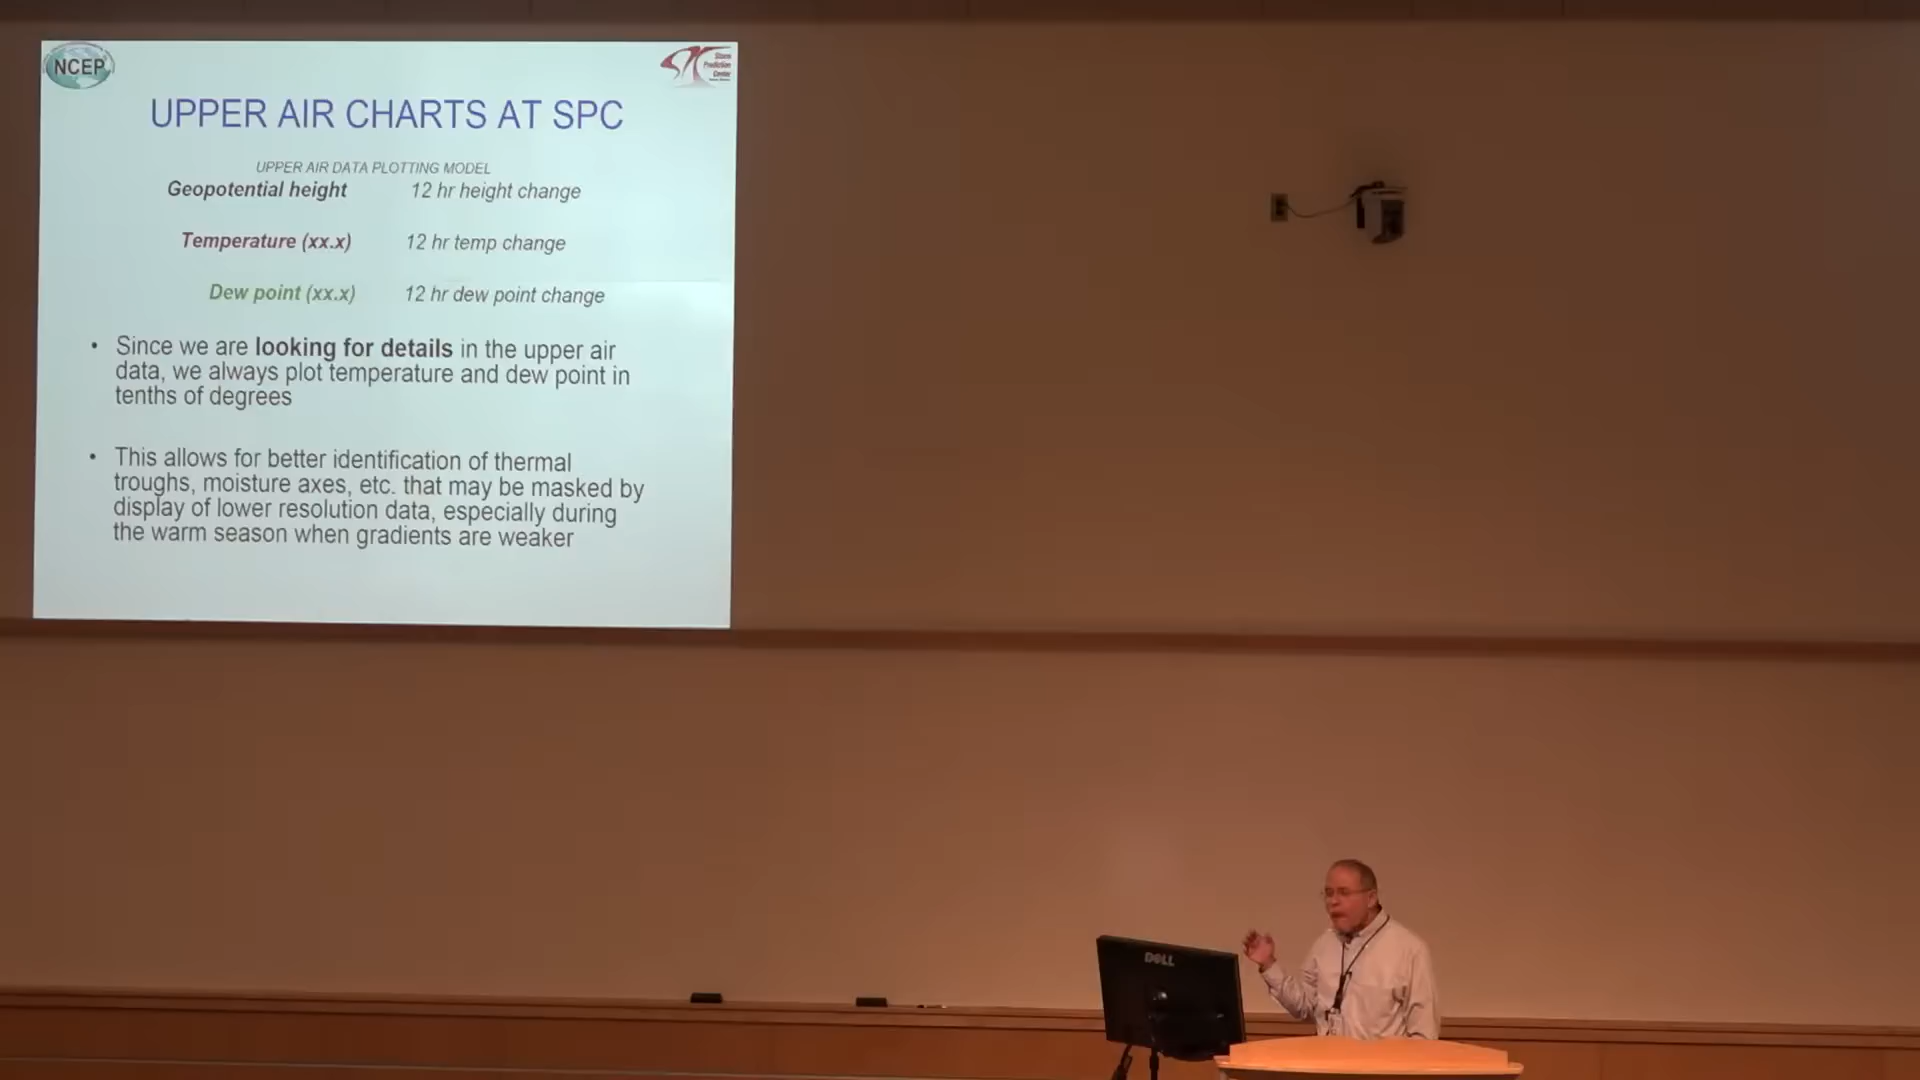 NCEP
Storm
Prediction
Center
UPPER AIR CHARTS AT SPC
UPPER AIR DATA PLOTTING MODEL
Geopotential height 12 hr height change
Temperature (xx.x) 12 hr temp change
Dew point (xx.x) 12 hr dew point change
• Since we are looking for details in the upper air
data, we always plot temperature and dew point in
tenths of degrees
• This allows for better identification of thermal
troughs, moisture axes, etc. that may be masked by
display of lower resolution data, especially during
the warm season when gradients are weaker
DELL